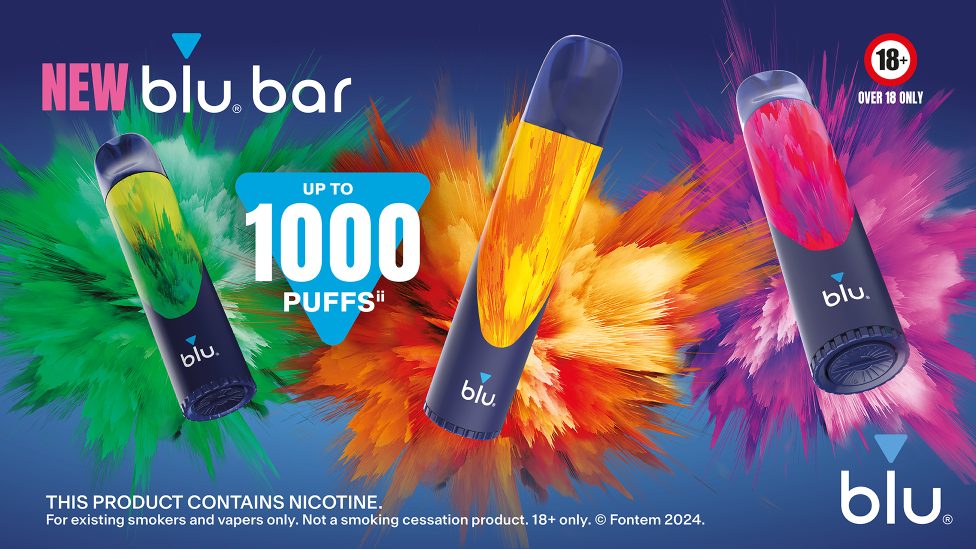 NEW blu® bar
18+
OVER 18 ONLY
UP TO
1000
PUFFSii
blu®
blu®
blu®
THIS PRODUCT CONTAINS NICOTINE.
For existing smokers and vapers only. Not a smoking cessation product. 18+ only. © Fontem 2024.
blu®